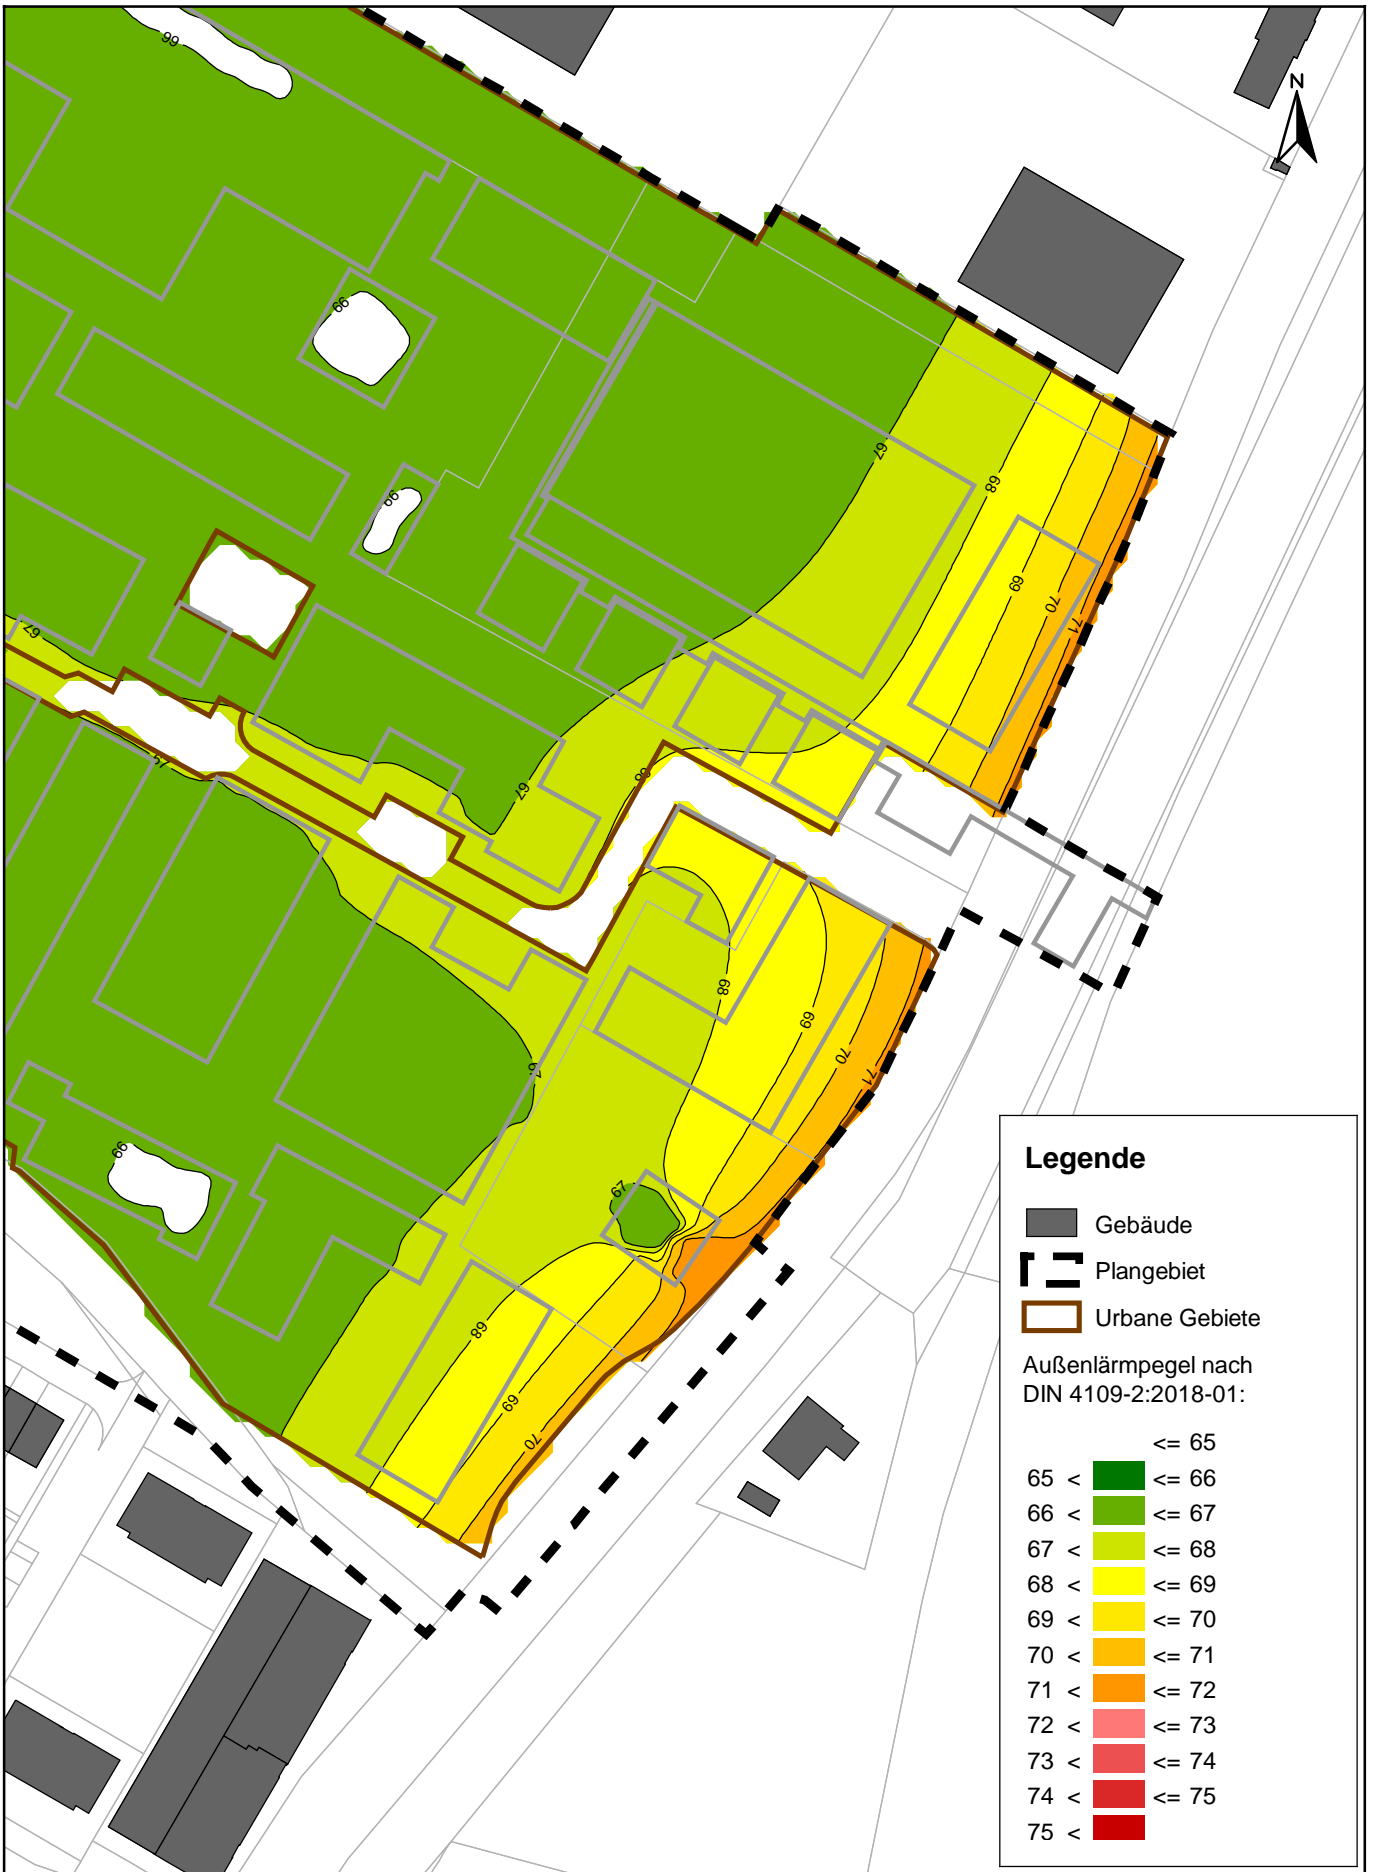 66
N
66
67
68
66
69
70
71
67
67
68
67
67
68
69
70
71
67
66
67
68
69
70
Legende
Gebäude
Plangebiet
Urbane Gebiete
Außenlärmpegel nach
DIN 4109-2:2018-01:
<= 65
65 < <= 66
66 < <= 67
67 < <= 68
68 < <= 69
69 < <= 70
70 < <= 71
71 < <= 72
72 < <= 73
73 < <= 74
74 < <= 75
75 <